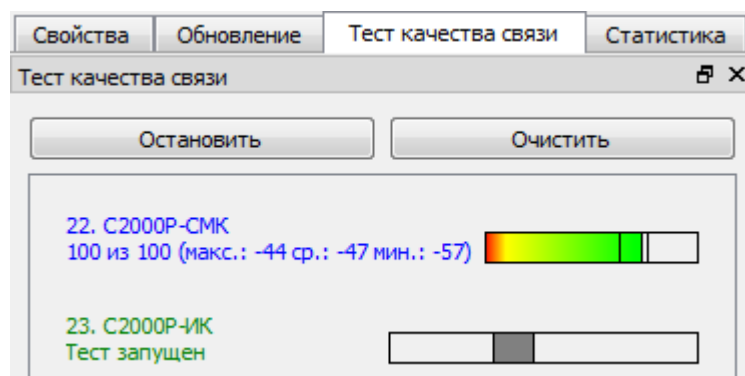 Свойства Обновление Тест качества связи Статистика
Тест качества связи
Остановить Очистить
22. С2000Р-СМК
100 из 100 (макс.: -44 ср.: -47 мин.: -57)
23. С2000Р-ИК
Тест запущен